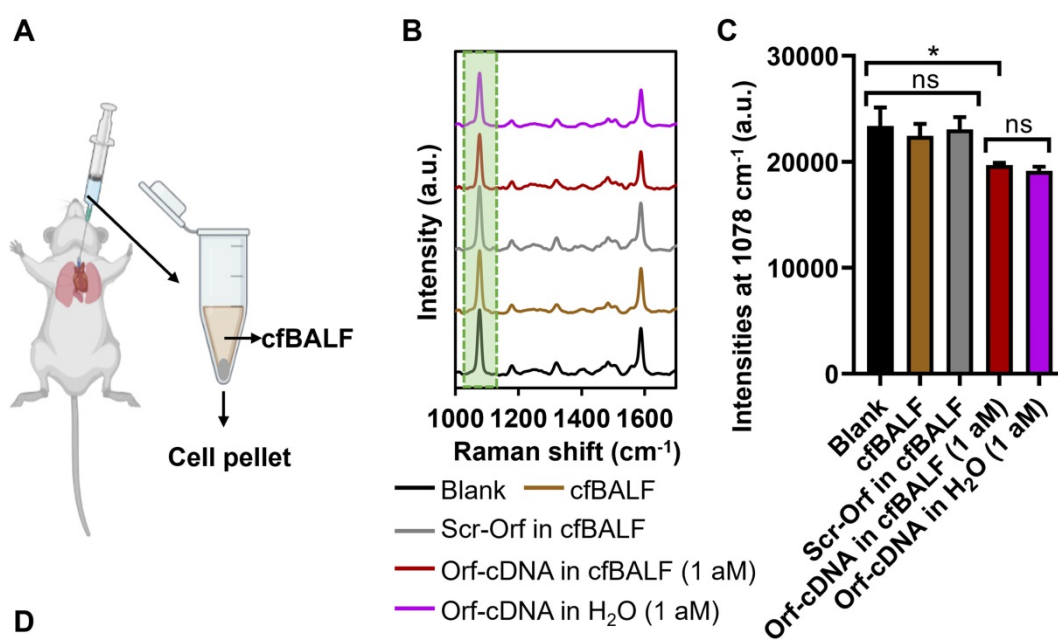 A
cfBALF
Cell pellet
B
Intensity (a.u.)
1000 1200 1400 1600
Raman shift (cm⁻¹)
Blank
cfBALF
Scr-Orf in cfBALF
Orf-cDNA in cfBALF (1 aM)
Orf-cDNA in H₂O (1 aM)
C
Intensities at 1078 cm⁻¹ (a.u.)
30000
20000
10000
0
*
ns
ns
Blank
cfBALF
Scr-Orf in cfBALF
Orf-cDNA in cfBALF (1 aM)
Orf-cDNA in H₂O (1 aM)
D